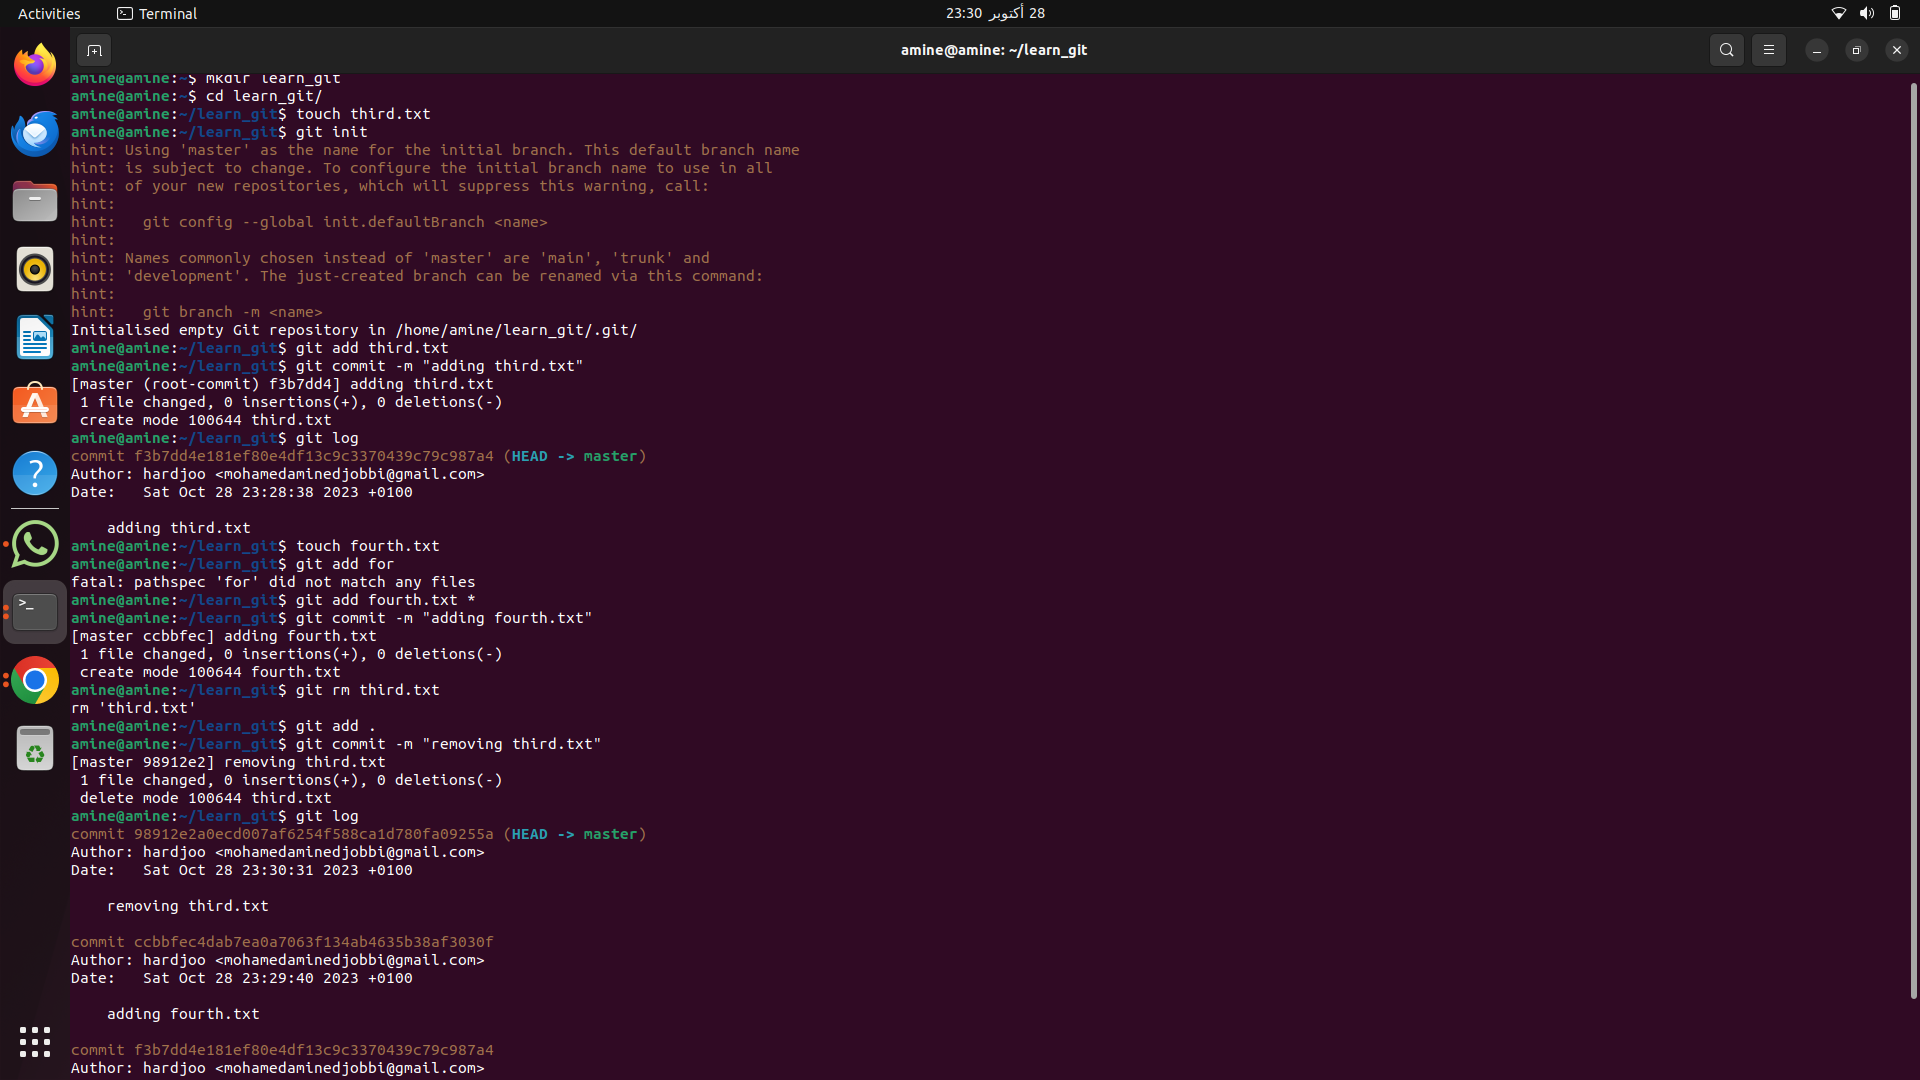 Activities
Terminal
28 أكتوبر 23:30
amine@amine: ~/learn_git
amine@amine:~$ mkdir learn_git
amine@amine:~$ cd learn_git/
amine@amine:~/learn_git$ touch third.txt
amine@amine:~/learn_git$ git init
hint: Using 'master' as the name for the initial branch. This default branch name
hint: is subject to change. To configure the initial branch name to use in all
hint: of your new repositories, which will suppress this warning, call:
hint:
hint:   git config --global init.defaultBranch <name>
hint:
hint: Names commonly chosen instead of 'master' are 'main', 'trunk' and
hint: 'development'. The just-created branch can be renamed via this command:
hint:
hint:   git branch -m <name>
Initialised empty Git repository in /home/amine/learn_git/.git/
amine@amine:~/learn_git$ git add third.txt
amine@amine:~/learn_git$ git commit -m "adding third.txt"
[master (root-commit) f3b7dd4] adding third.txt
 1 file changed, 0 insertions(+), 0 deletions(-)
 create mode 100644 third.txt
amine@amine:~/learn_git$ git log
commit f3b7dd4e181ef80e4df13c9c3370439c79c987a4 (HEAD -> master)
Author: hardjoo <mohamedaminedjobbi@gmail.com>
Date:   Sat Oct 28 23:28:38 2023 +0100
    adding third.txt
amine@amine:~/learn_git$ touch fourth.txt
amine@amine:~/learn_git$ git add for
fatal: pathspec 'for' did not match any files
amine@amine:~/learn_git$ git add fourth.txt *
amine@amine:~/learn_git$ git commit -m "adding fourth.txt"
[master ccbbfec] adding fourth.txt
 1 file changed, 0 insertions(+), 0 deletions(-)
 create mode 100644 fourth.txt
amine@amine:~/learn_git$ git rm third.txt
rm 'third.txt'
amine@amine:~/learn_git$ git add .
amine@amine:~/learn_git$ git commit -m "removing third.txt"
[master 98912e2] removing third.txt
 1 file changed, 0 insertions(+), 0 deletions(-)
 delete mode 100644 third.txt
amine@amine:~/learn_git$ git log
commit 98912e2a0ecd007af6254f588ca1d780fa09255a (HEAD -> master)
Author: hardjoo <mohamedaminedjobbi@gmail.com>
Date:   Sat Oct 28 23:30:31 2023 +0100
    removing third.txt
commit ccbbfec4dab7ea0a7063f134ab4635b38af3030f
Author: hardjoo <mohamedaminedjobbi@gmail.com>
Date:   Sat Oct 28 23:29:40 2023 +0100
    adding fourth.txt
commit f3b7dd4e181ef80e4df13c9c3370439c79c987a4
Author: hardjoo <mohamedaminedjobbi@gmail.com>